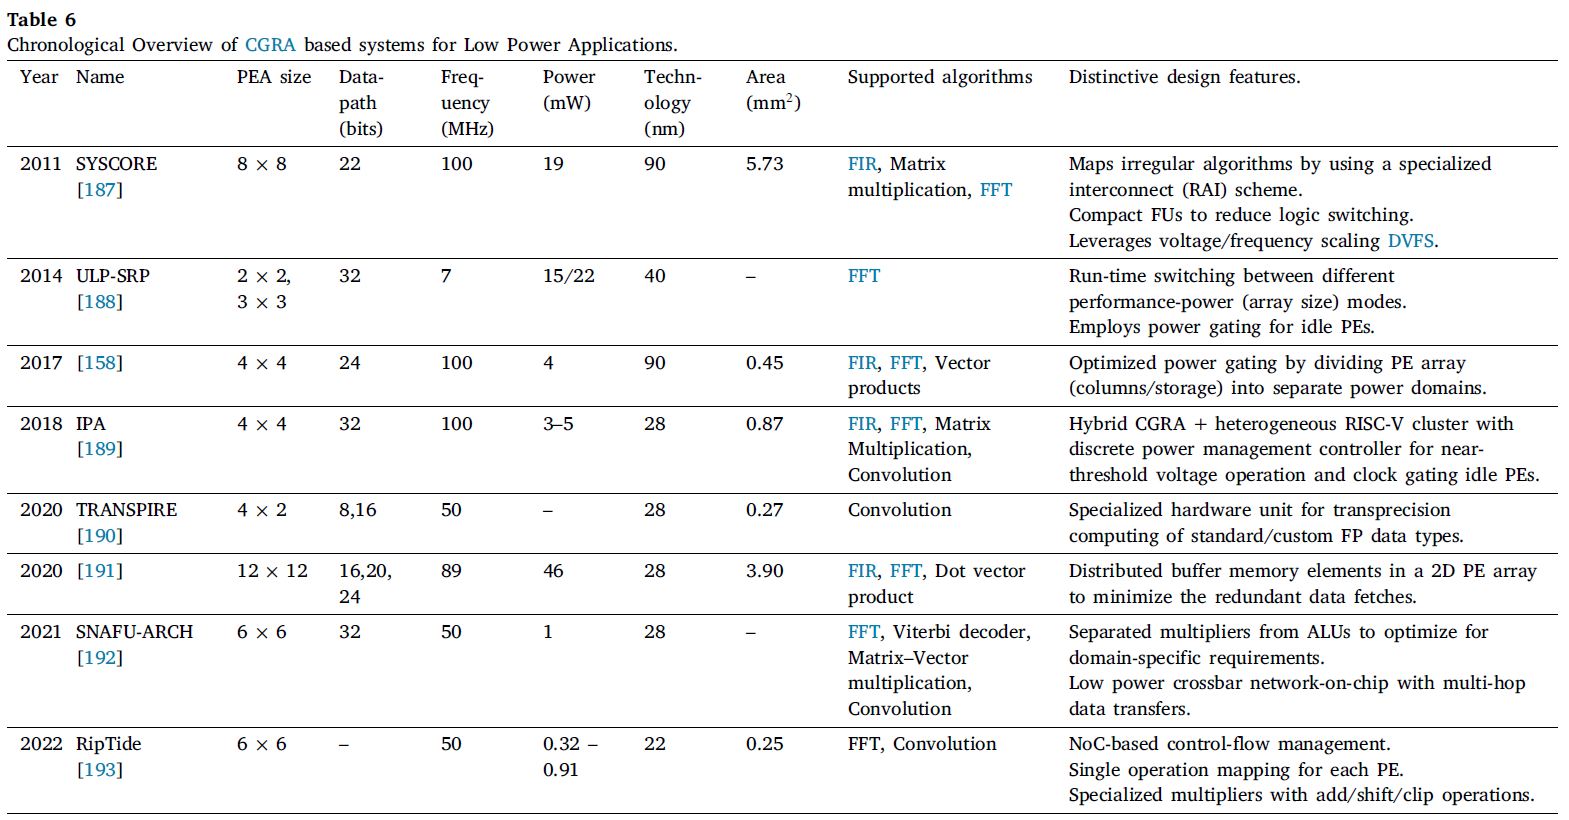 Table 6
Chronological Overview of CGRA based systems for Low Power Applications.
Year Name PEA size Data- Freq- Power Techn- Area Supported algorithms Distinctive design features.
path uency (mW) ology (mm²)
(bits) (MHz) (nm)
2011 SYSCORE 8 × 8 22 100 19 90 5.73 FIR, Matrix Maps irregular algorithms by using a specialized
[187] multiplication, FFT interconnect (RAI) scheme.
Compact FUs to reduce logic switching.
Leverages voltage/frequency scaling DVFS.
2014 ULP-SRP 2 × 2, 32 7 15/22 40 – FFT Run-time switching between different
[188] 3 × 3 performance-power (array size) modes.
Employs power gating for idle PEs.
2017 [158] 4 × 4 24 100 4 90 0.45 FIR, FFT, Vector Optimized power gating by dividing PE array
products (columns/storage) into separate power domains.
2018 IPA 4 × 4 32 100 3–5 28 0.87 FIR, FFT, Matrix Hybrid CGRA + heterogeneous RISC-V cluster with
[189] Multiplication, discrete power management controller for near-
Convolution threshold voltage operation and clock gating idle PEs.
2020 TRANSPIRE 4 × 2 8,16 50 – 28 0.27 Convolution Specialized hardware unit for transprecision
[190] computing of standard/custom FP data types.
2020 [191] 12 × 12 16,20, 89 46 28 3.90 FIR, FFT, Dot vector Distributed buffer memory elements in a 2D PE array
24 product to minimize the redundant data fetches.
2021 SNAFU-ARCH 6 × 6 32 50 1 28 – FFT, Viterbi decoder, Separated multipliers from ALUs to optimize for
[192] Matrix–Vector domain-specific requirements.
multiplication, Low power crossbar network-on-chip with multi-hop
Convolution data transfers.
2022 RipTide 6 × 6 – 50 0.32 – 22 0.25 FFT, Convolution NoC-based control-flow management.
[193] 0.91 Single operation mapping for each PE.
Specialized multipliers with add/shift/clip operations.